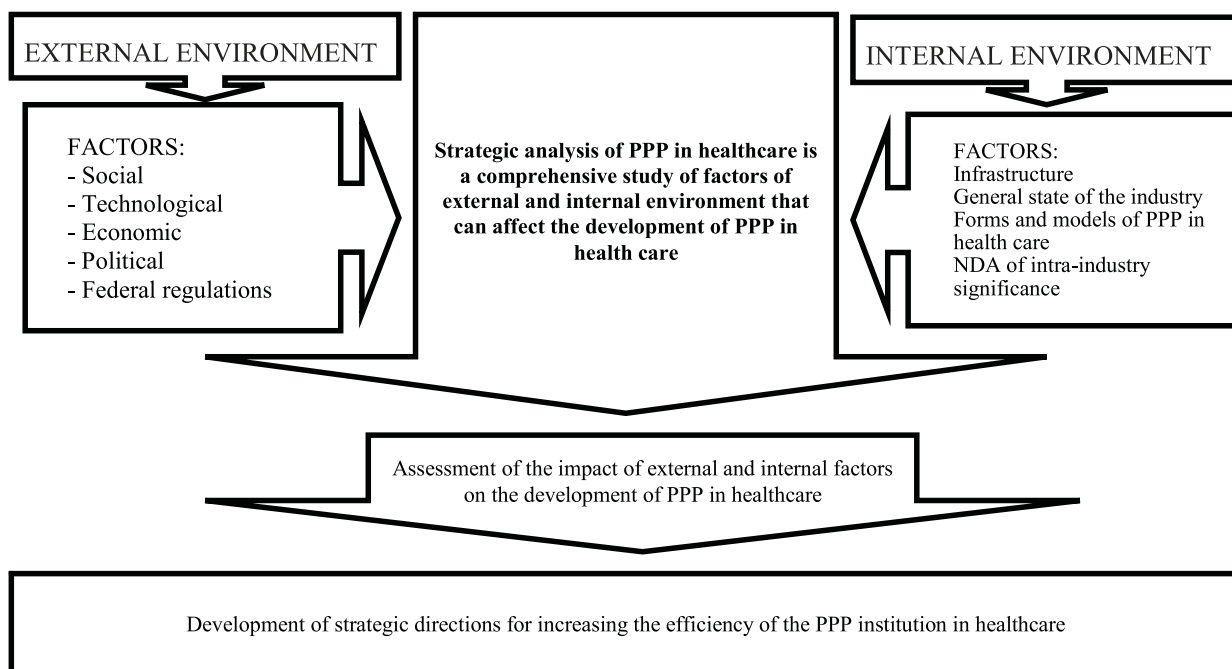 EXTERNAL ENVIRONMENT
FACTORS:
- Social
- Technological
- Economic
- Political
- Federal regulations
Strategic analysis of PPP in healthcare is
a comprehensive study of factors of
external and internal environment that
can affect the development of PPP in
health care
INTERNAL ENVIRONMENT
FACTORS:
Infrastructure
General state of the industry
Forms and models of PPP in
health care
NDA of intra-industry
significance
Assessment of the impact of external and internal factors
on the development of PPP in healthcare
Development of strategic directions for increasing the efficiency of the PPP institution in healthcare